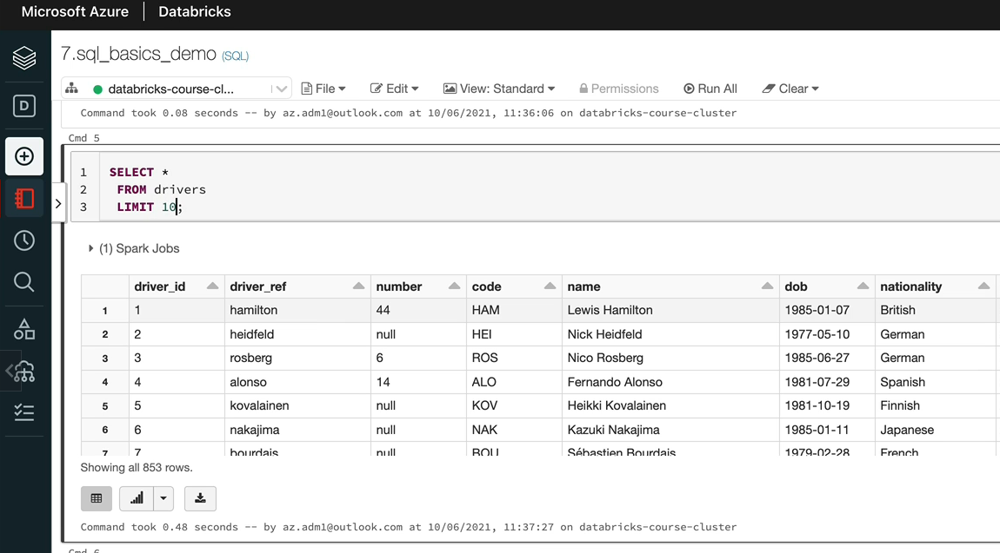 Microsoft Azure | Databricks
7.sql_basics_demo (SQL)
databricks-course-cl... File Edit View: Standard Permissions Run All Clear
Command took 0.08 seconds -- by az.adm1@outlook.com at 10/06/2021, 11:36:06 on databricks-course-cluster
Cmd 5
1 SELECT *
2 FROM drivers
3 LIMIT 10;
(1) Spark Jobs
driver_id driver_ref number code name dob nationality
1 1 hamilton 44 HAM Lewis Hamilton 1985-01-07 British
2 2 heidfeld null HEI Nick Heidfeld 1977-05-10 German
3 3 rosberg 6 ROS Nico Rosberg 1985-06-27 German
4 4 alonso 14 ALO Fernando Alonso 1981-07-29 Spanish
5 5 kovalainen null KOV Heikki Kovalainen 1981-10-19 Finnish
6 6 nakajima null NAK Kazuki Nakajima 1985-01-11 Japanese
7 7 bourdais null BOU Sébastien Bourdais 1979-02-28 French
Showing all 853 rows.
Command took 0.48 seconds -- by az.adm1@outlook.com at 10/06/2021, 11:37:27 on databricks-course-cluster
Cmd 6